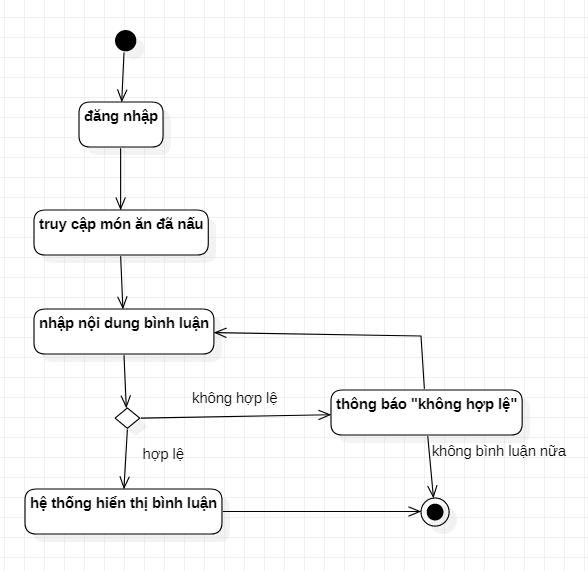 đăng nhập
truy cập món ăn đã nấu
nhập nội dung bình luận
không hợp lệ
thông báo "không hợp lệ"
hợp lệ
không bình luận nữa
hệ thống hiển thị bình luận